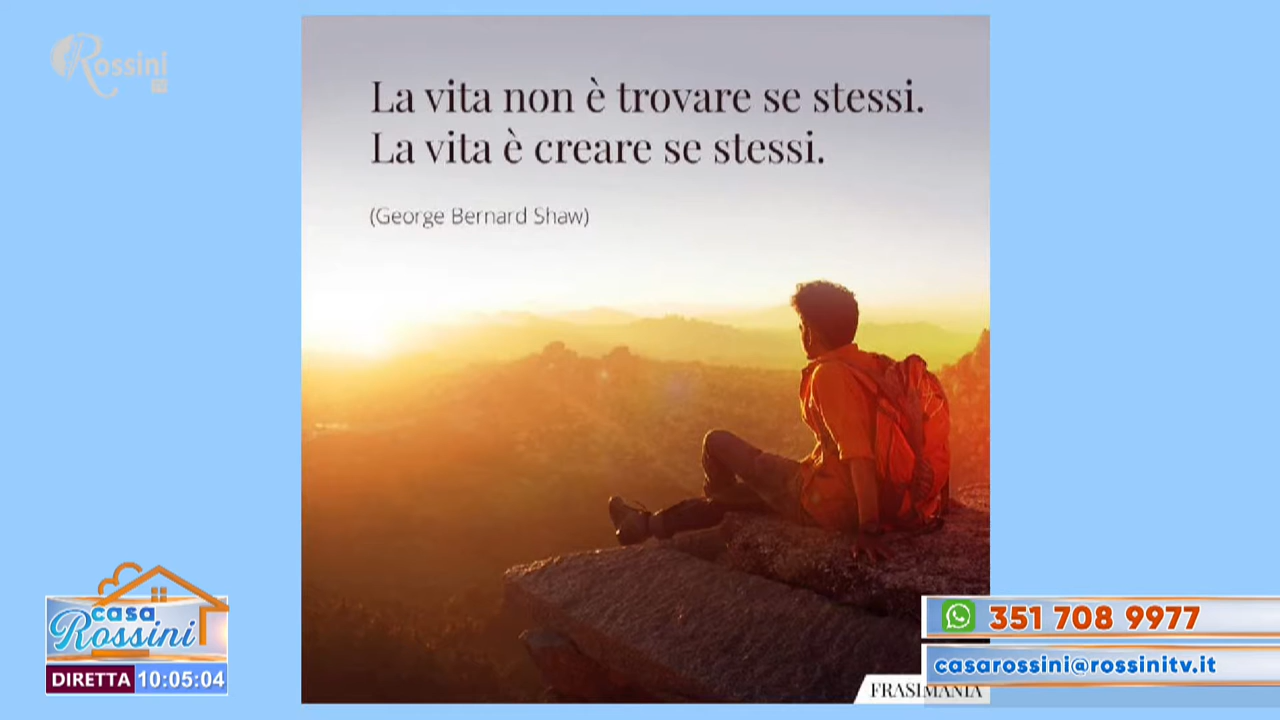 Rossini
TV
La vita non è trovare se stessi.
La vita è creare se stessi.
(George Bernard Shaw)
casa
Rossini
DIRETTA 10:05:04
351 708 9977
casarossini@rossinitv.it
FRASIMANIA